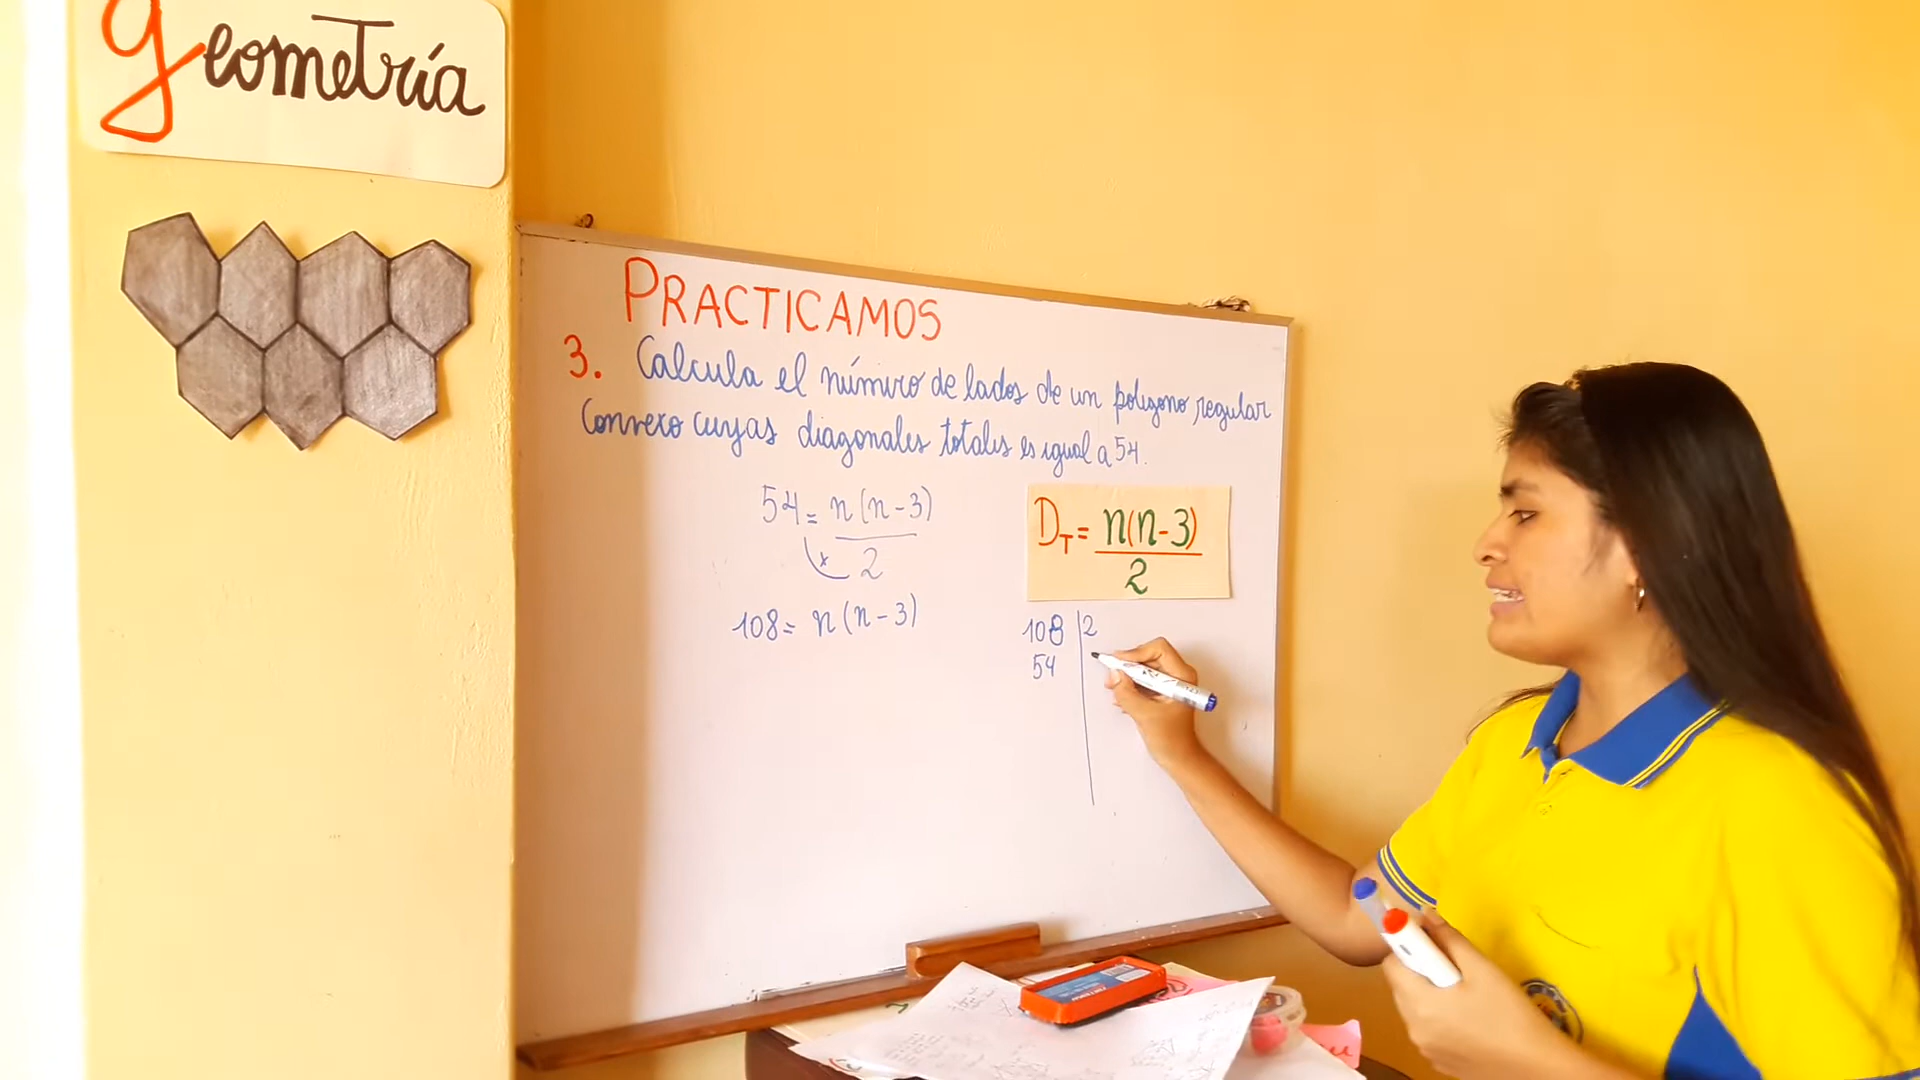 Geometría
PRACTICAMOS
3. Calcula el número de lados de un polígono regular
Convexo cuyas diagonales totales es igual a 54.
54 = n(n-3)
x 2
108 = n(n-3)
D_T = n(n-3)
2
108 | 2
54